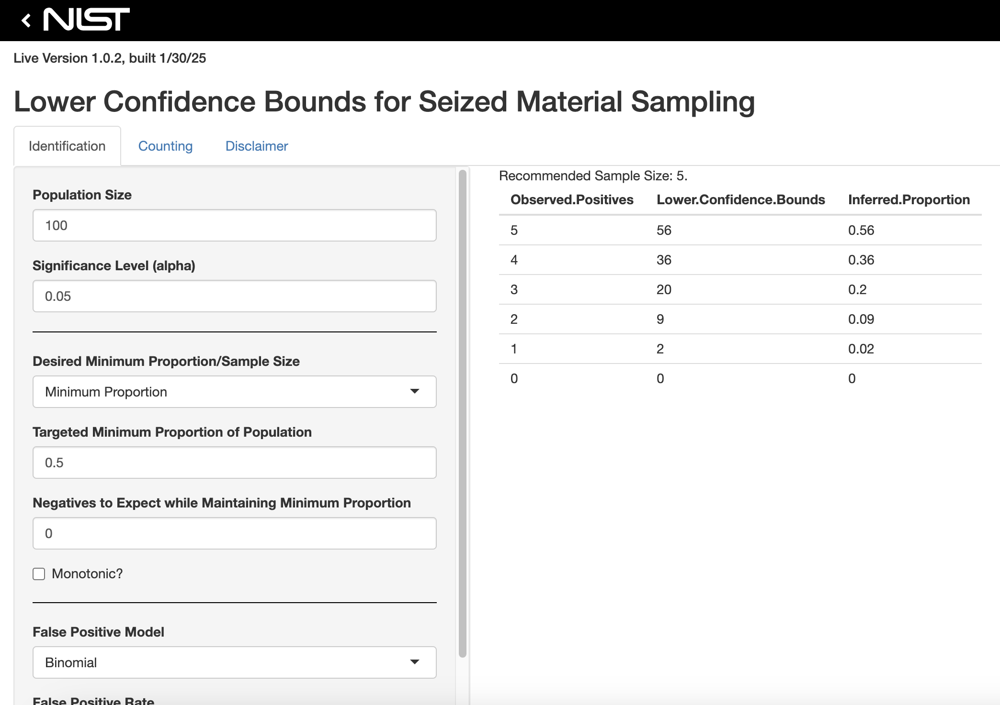 NIST
Live Version 1.0.2, built 1/30/25
Lower Confidence Bounds for Seized Material Sampling
Identification Counting Disclaimer
Population Size
100
Significance Level (alpha)
0.05
Desired Minimum Proportion/Sample Size
Minimum Proportion
Targeted Minimum Proportion of Population
0.5
Negatives to Expect while Maintaining Minimum Proportion
0
Monotonic?
False Positive Model
Binomial
False Positive Rate
Recommended Sample Size: 5.
Observed.Positives Lower.Confidence.Bounds Inferred.Proportion
5 56 0.56
4 36 0.36
3 20 0.2
2 9 0.09
1 2 0.02
0 0 0